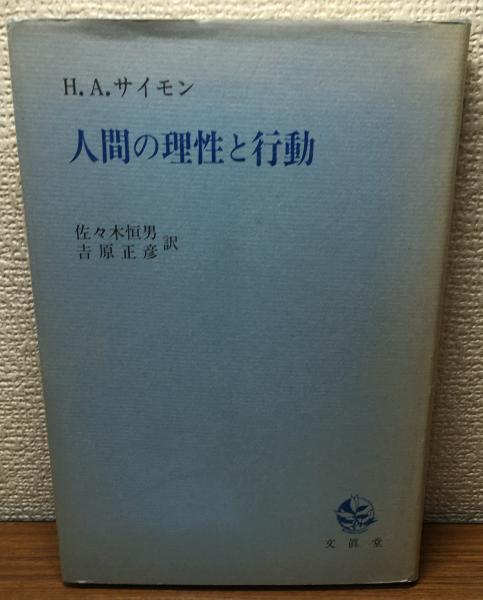 H.A.サイモン
人間の理性と行動
佐々木恒男
吉原正彦 訳
文眞堂